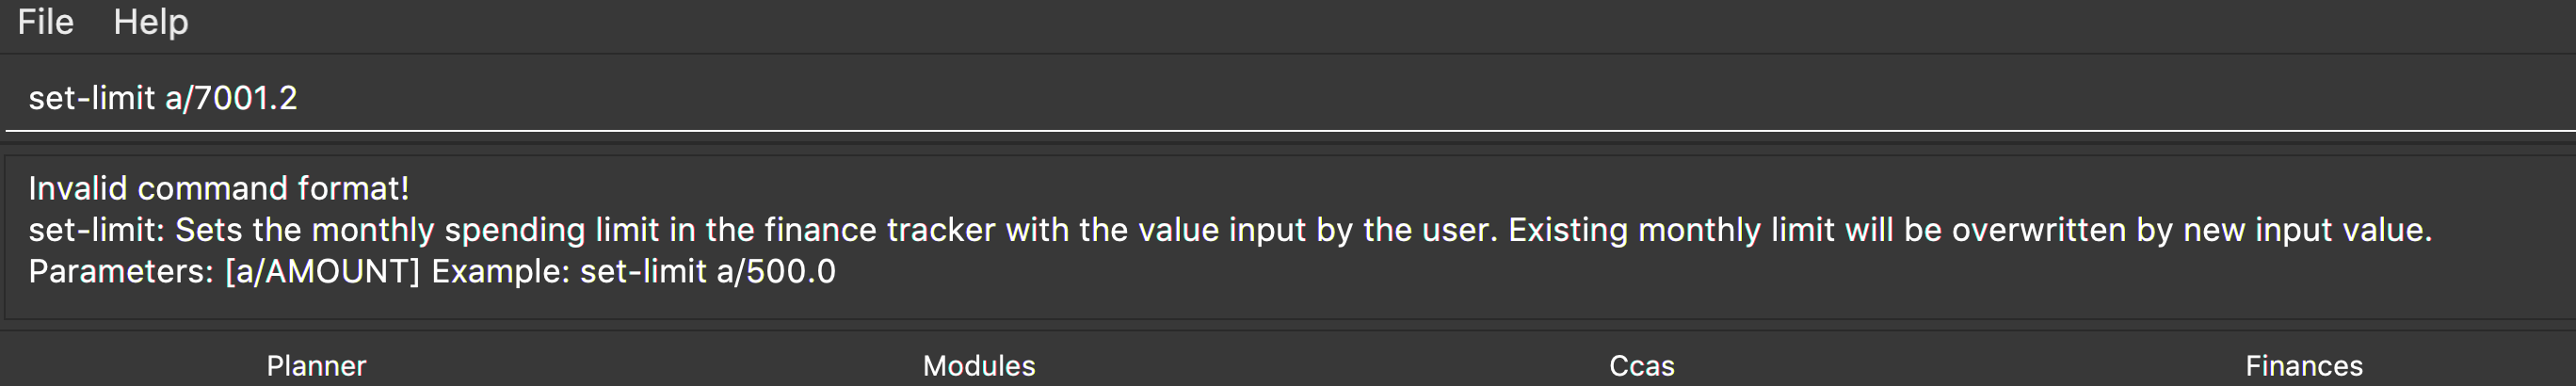 File Help
set-limit a/7001.2
Invalid command format!
set-limit: Sets the monthly spending limit in the finance tracker with the value input by the user. Existing monthly limit will be overwritten by new input value.
Parameters: [a/AMOUNT] Example: set-limit a/500.0
Planner Modules Ccas Finances